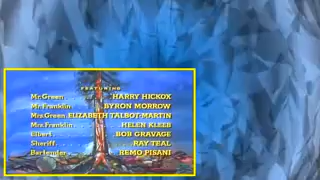 FEATURING
Mr. Green HARRY HICKOX
Mr. Franklin BYRON MORROW
Mrs. Green ELIZABETH TALBOT-MARTIN
Mrs. Franklin HELEN KLEEB
Elbert BOB GRAVAGE
Sheriff RAY TEAL
Bartender REMO PISANI